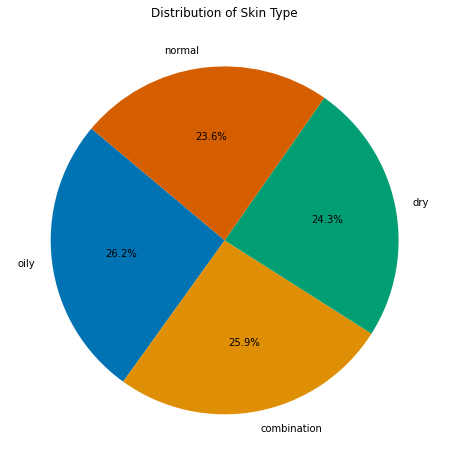 Distribution of Skin Type
normal
23.6%
dry
24.3%
oily
26.2%
25.9%
combination